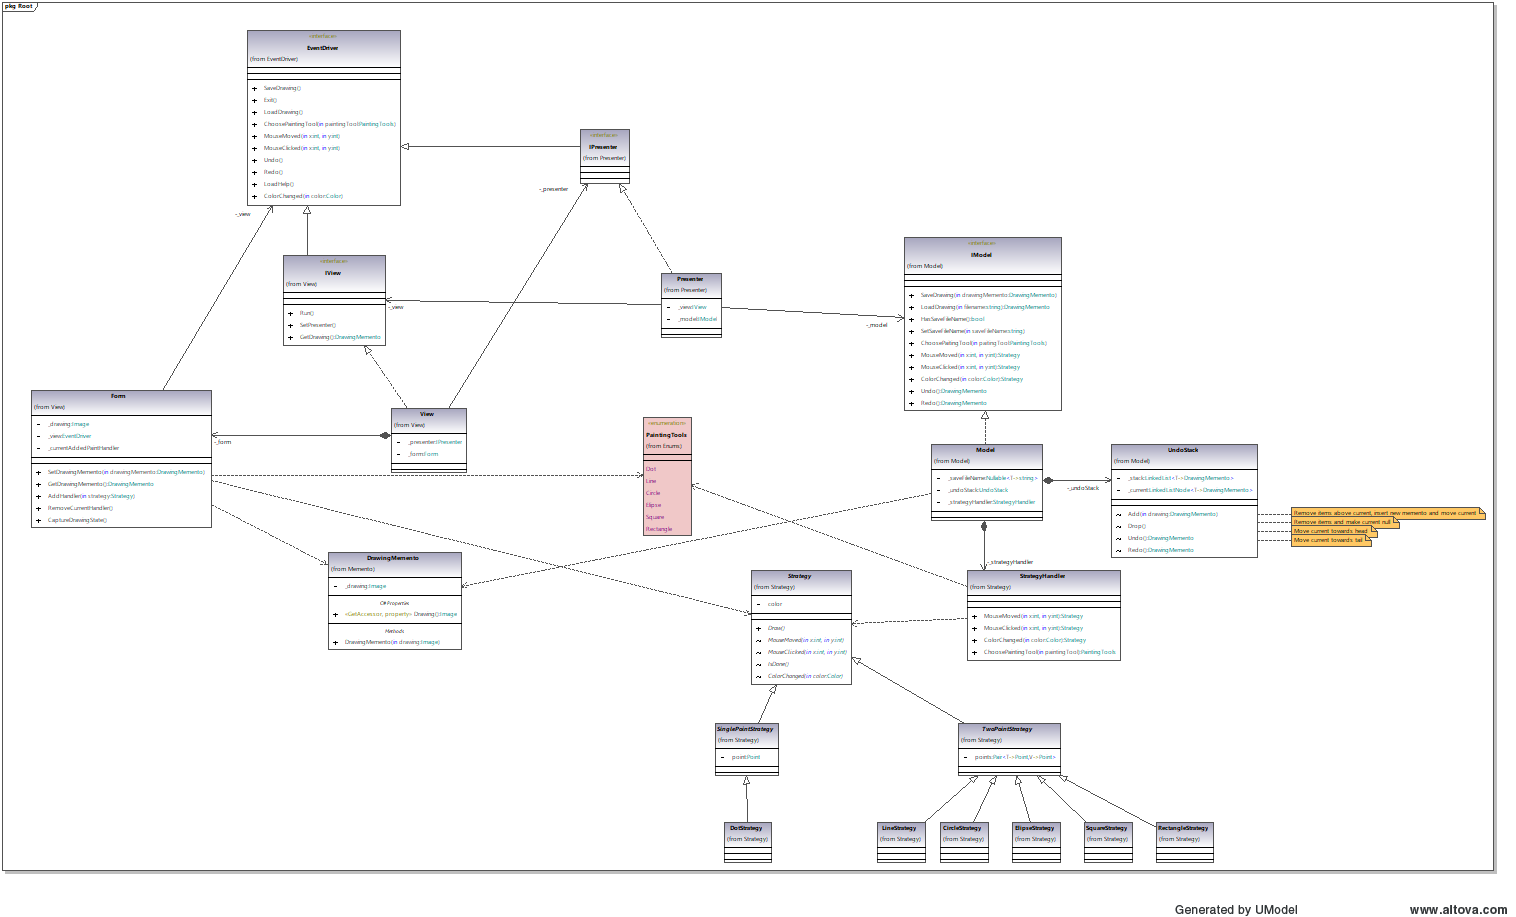 pkg Root
«interface»
EventDriver
(from EventDriver)
+ SaveDrawing()
+ Exit()
+ LoadDrawing()
+ ChoosePaintingTool(in paintingTool:PaintingTools)
+ MouseMoved(in x:int, in y:int)
+ MouseClicked(in x:int, in y:int)
+ Undo()
+ Redo()
+ LoadHelp()
+ ColorChanged(in color:Color)
«interface»
IPresenter
(from Presenter)
-_presenter
-_view
«interface»
IView
(from View)
+ Run()
+ SetPresenter()
+ GetDrawing():DrawingMemento
-_view
Presenter
(from Presenter)
- _view:IView
- _model:IModel
-_model
«interface»
IModel
(from Model)
+ SaveDrawing(in drawingMemento:DrawingMemento)
+ LoadDrawing(in filename:string):DrawingMemento
+ HasSaveFileName():bool
+ SetSaveFileName(in saveFileName:string)
+ ChoosePaitingTool(in paitingTool:PaintingTools)
+ MouseMoved(in x:int, in y:int):Strategy
+ MouseClicked(in x:int, in y:int):Strategy
+ ColorChanged(in color:Color):Strategy
+ Undo():DrawingMemento
+ Redo():DrawingMemento
Form
(from View)
- _drawing:Image
- _view:EventDriver
- _currentAddedPaintHandler
+ SetDrawingMemento(in drawingMemento:DrawingMemento)
+ GetDrawingMemento():DrawingMemento
+ AddHandler(in strategy:Strategy)
+ RemoveCurrentHandler()
+ CaptureDrawingState()
-_form
View
(from View)
- _presenter:IPresenter
- _form:Form
«enumeration»
PaintingTools
(from Enums)
Dot
Line
Circle
Elipse
Square
Rectangle
Model
(from Model)
- _saveFileName:Nullable<T->string>
- _undoStack:UndoStack
- _strategyHandler:StrategyHandler
-_undoStack
-_strategyHandler
UndoStack
(from Model)
- _stack:LinkedList<T->DrawingMemento>
- _current:LinkedListNode<T->DrawingMemento>
~ Add(in drawing:DrawingMemento)
~ Drop()
~ Undo():DrawingMemento
~ Redo():DrawingMemento
Remove items above current, insert new memento and move current
Remove items and make current null
Move current towards head
Move current towards tail
DrawingMemento
(from Memento)
- _drawing:Image
C# Properties
+ «GetAccessor, property» Drawing():Image
Methods
+ DrawingMemento(in drawing:Image)
Strategy
(from Strategy)
- color
+ Draw()
~ MouseMoved(in x:int, in y:int)
~ MouseClicked(in x:int, in y:int)
~ IsDone()
~ ColorChanged(in color:Color)
StrategyHandler
(from Strategy)
+ MouseMoved(in x:int, in y:int):Strategy
+ MouseClicked(in x:int, in y:int):Strategy
+ ColorChanged(in color:Color):Strategy
+ ChoosePaintingTool(in paintingTool):PaintingTools
SinglePointStrategy
(from Strategy)
- point:Point
TwoPointStrategy
(from Strategy)
- points:Pair<T->Point,V->Point>
DotStrategy
(from Strategy)
LineStrategy
(from Strategy)
CircleStrategy
(from Strategy)
ElipseStrategy
(from Strategy)
SquareStrategy
(from Strategy)
RectangleStrategy
(from Strategy)
Generated by UModel
www.altova.com